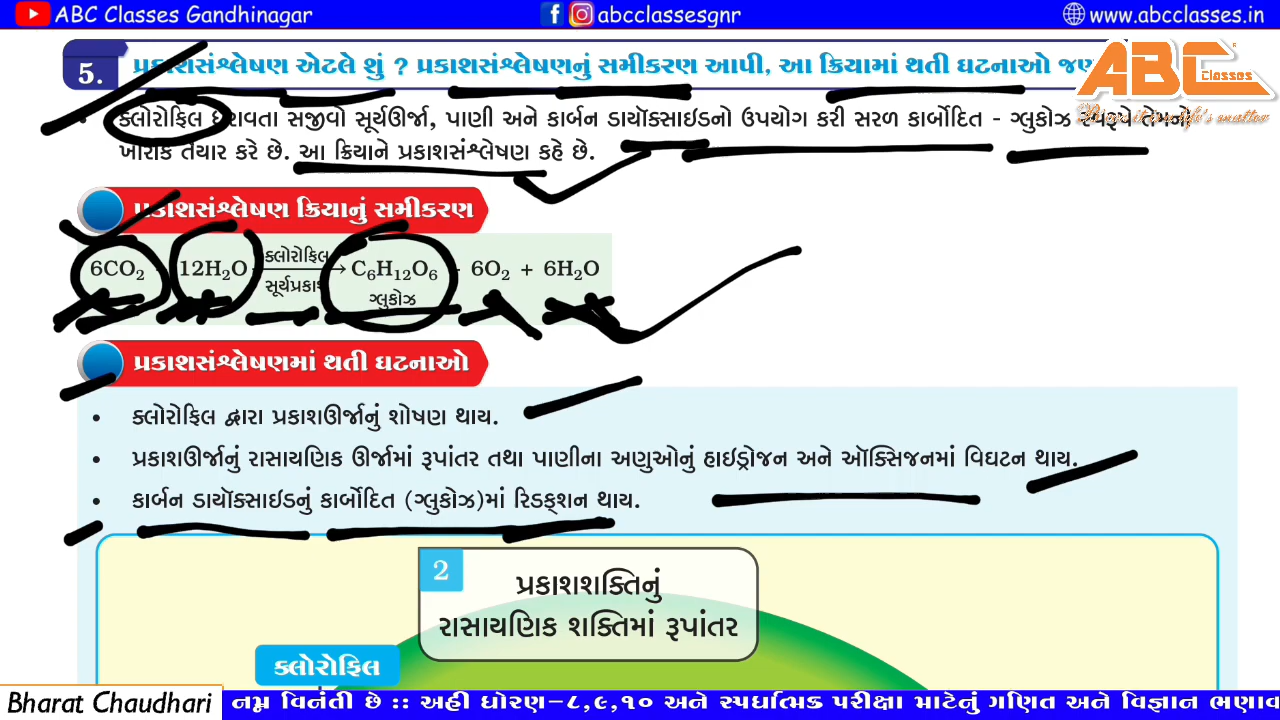 ABC Classes Gandhinagar
abcclassesgnr
www.abcclasses.in
5. પ્રકાશસંશ્લેષણ એટલે શું ? પ્રકાશસંશ્લેષણનું સમીકરણ આપી, આ ક્રિયામાં થતી ઘટનાઓ
ABC Classes
• ક્લોરોફિલ ધરાવતા સજીવો સૂર્યઊર્જા, પાણી અને કાર્બન ડાયૉક્સાઇડનો ઉપયોગ કરી સરળ કાર્બોદિત - ગ્લુકોઝ
ખોરાક તૈયાર કરે છે. આ ક્રિયાને પ્રકાશસંશ્લેષણ કહે છે.
પ્રકાશસંશ્લેષણ ક્રિયાનું સમીકરણ
ક્લોરોફિલ
6CO₂ 12H₂O → C₆H₁₂O₆ 6O₂ + 6H₂O
સૂર્યપ્રકાશ ગ્લુકોઝ
પ્રકાશસંશ્લેષણમાં થતી ઘટનાઓ
• ક્લોરોફિલ દ્વારા પ્રકાશઊર્જાનું શોષણ થાય.
• પ્રકાશઊર્જાનું રાસાયણિક ઊર્જામાં રૂપાંતર તથા પાણીના અણુઓનું હાઇડ્રોજન અને ઑક્સિજનમાં વિઘટન થાય.
• કાર્બન ડાયૉક્સાઇડનું કાર્બોદિત (ગ્લુકોઝ)માં રિડક્શન થાય.
2
પ્રકાશશક્તિનું
રાસાયણિક શક્તિમાં રૂપાંતર
ક્લોરોફિલ
Bharat Chaudhari
નમ્ર વિનંતી છે :: અહી ધોરણ-૮,૯,૧૦ અને સ્પર્ધાત્મક પરીક્ષા માટેનું ગણિત અને વિજ્ઞાન